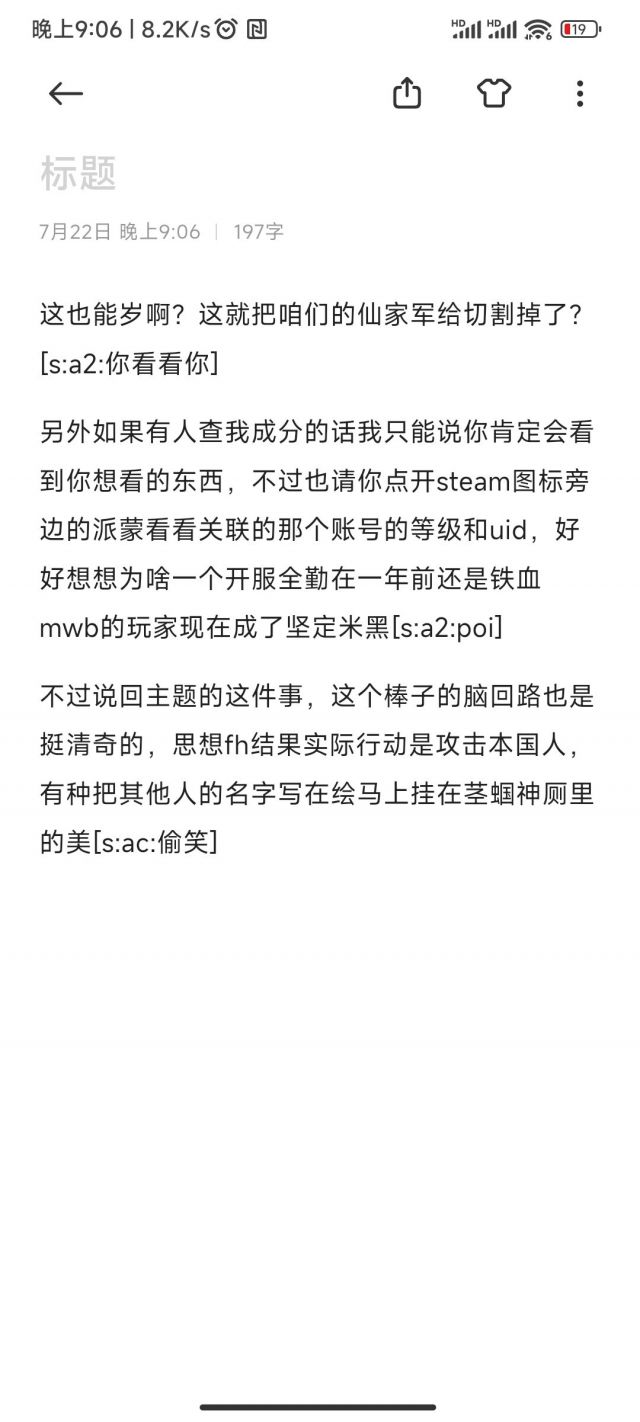 晚上9:06 | 8.2K/s
HD HD 6 19
标题
7月22日 晚上9:06 | 197字
这也能岁啊？这就把咱们的仙家军给切割掉了？
[s:a2:你看看你]
另外如果有人查我成分的话我只能说你肯定会看
到你想看的东西，不过也请你点开steam图标旁
边的派蒙看看关联的那个账号的等级和uid，好
好想想为啥一个开服全勤在一年前还是铁血
mwb的玩家现在成了坚定米黑[s:a2:poi]
不过说回主题的这件事，这个棒子的脑回路也是
挺清奇的，思想fh结果实际行动是攻击本国人，
有种把其他人的名字写在绘马上挂在茎蝈神厕里
的美[s:ac:偷笑]